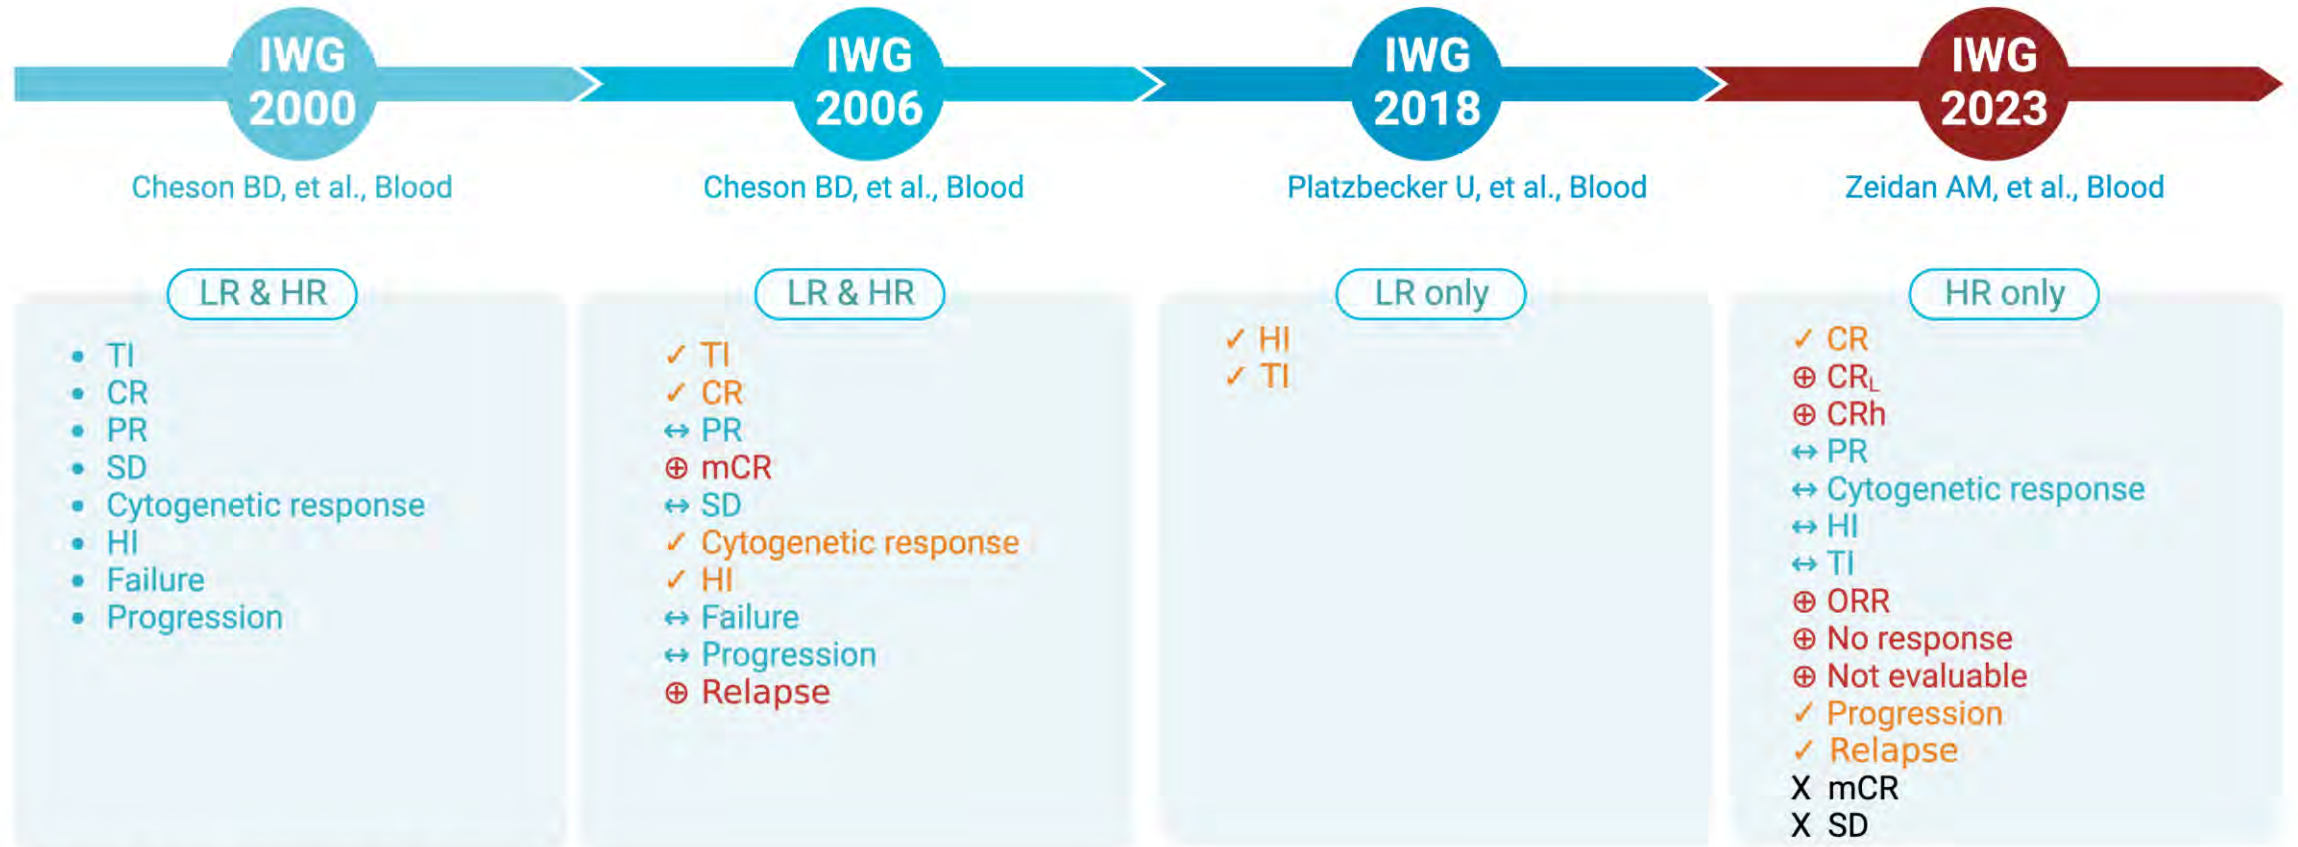 IWG
2000
IWG
2006
IWG
2018
IWG
2023
Cheson BD, et al., Blood
Cheson BD, et al., Blood
Platzbecker U, et al., Blood
Zeidan AM, et al., Blood
LR & HR
• TI
• CR
• PR
• SD
• Cytogenetic response
• HI
• Failure
• Progression
LR & HR
✓ TI
✓ CR
↔ PR
⊕ mCR
↔ SD
✓ Cytogenetic response
✓ HI
↔ Failure
↔ Progression
⊕ Relapse
LR only
✓ HI
✓ TI
HR only
✓ CR
⊕ CRL
⊕ CRh
↔ PR
↔ Cytogenetic response
↔ HI
↔ TI
⊕ ORR
⊕ No response
⊕ Not evaluable
✓ Progression
✓ Relapse
X mCR
X SD